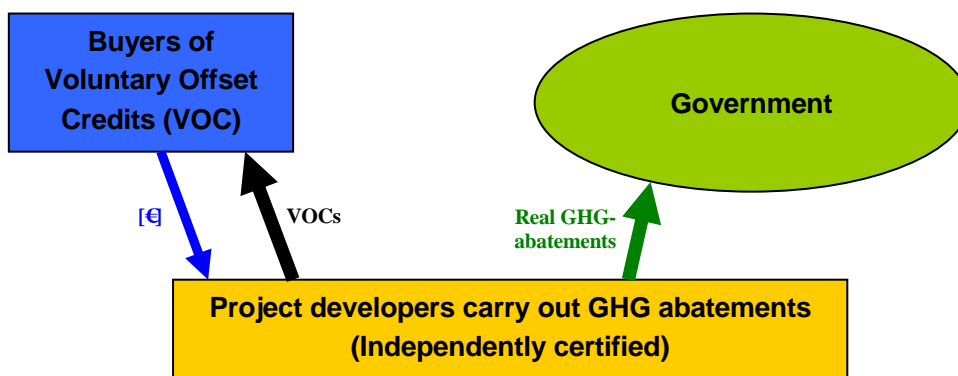 Buyers of
Voluntary Offset
Credits (VOC)
Government
[€]
VOCs
Real GHG-
abatements
Project developers carry out GHG abatements
(Independently certified)